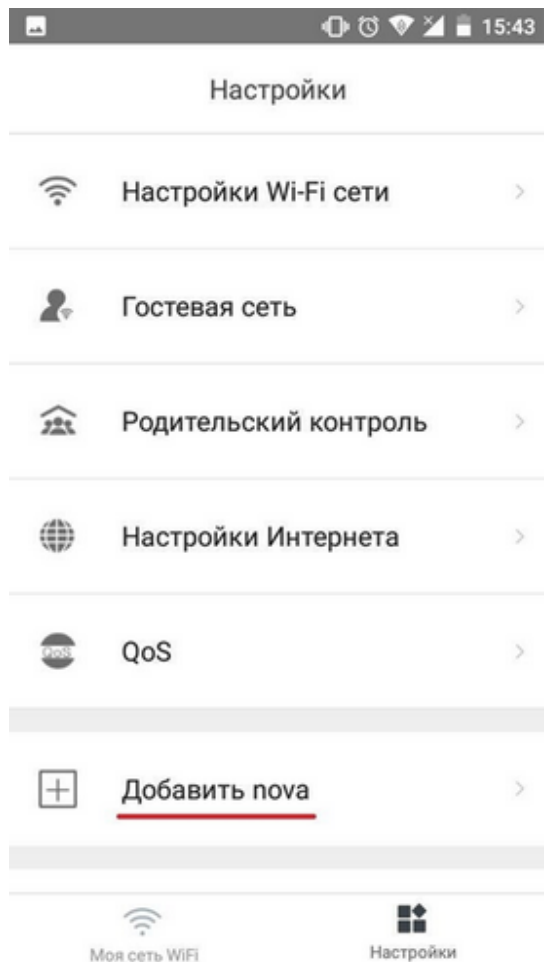 15:43
Настройки
Настройки Wi-Fi сети
Гостевая сеть
Родительский контроль
Настройки Интернета
QoS
QoS
Добавить nova
Моя сеть WiFi
Настройки